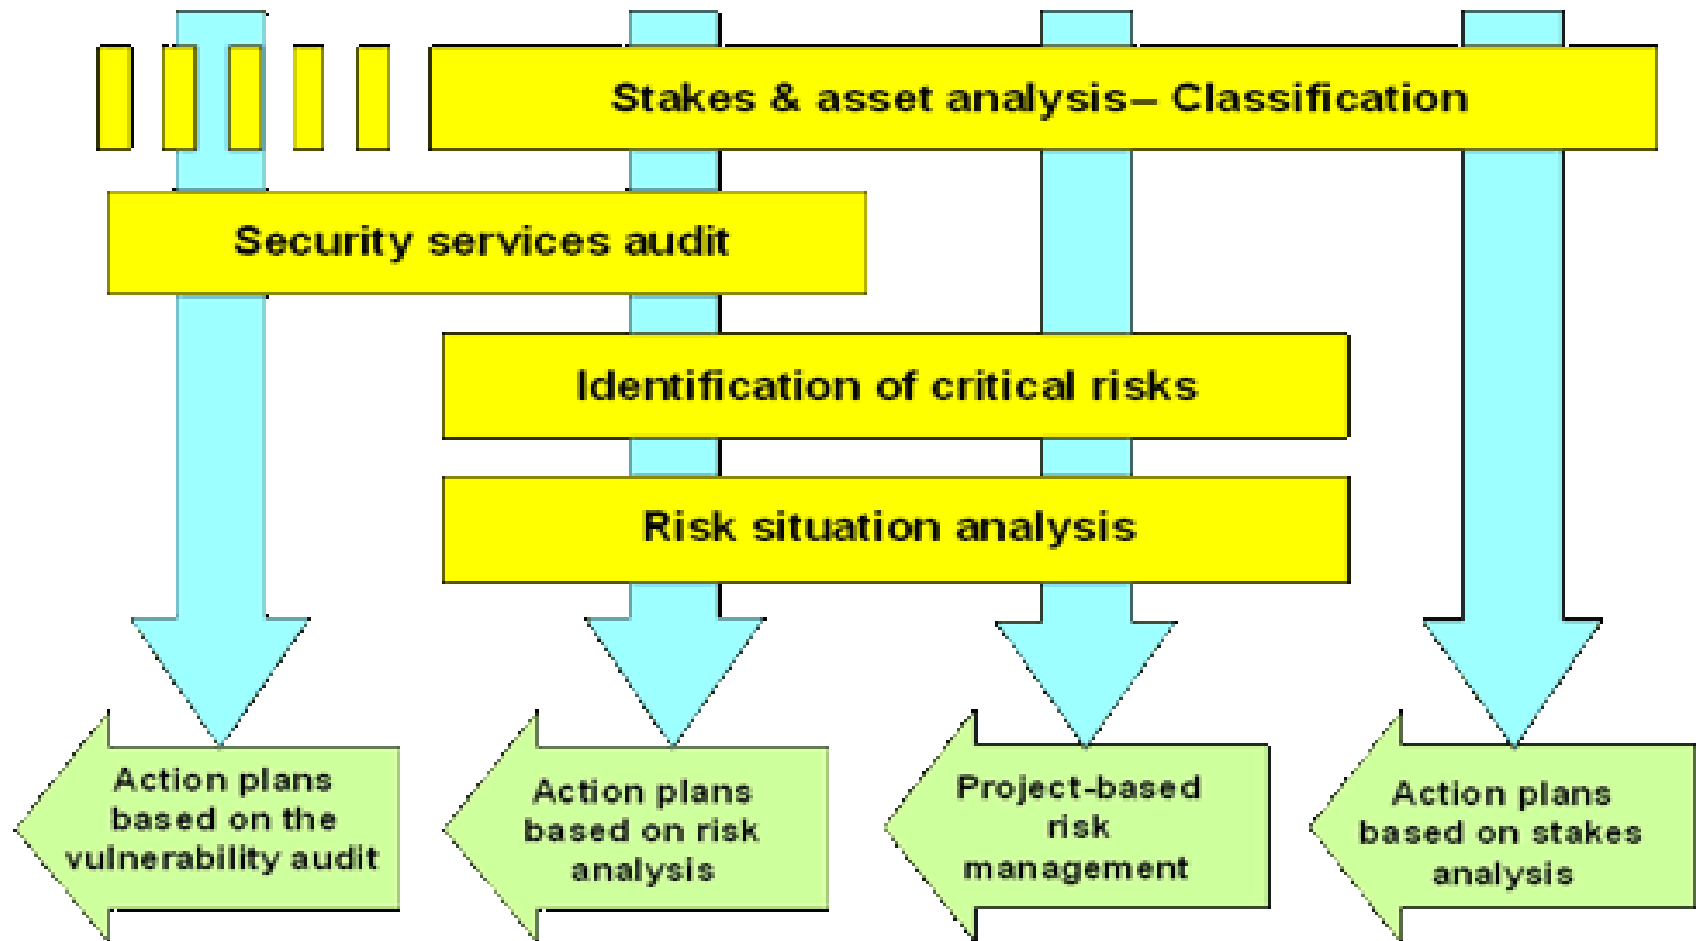 Stakes & asset analysis– Classification
Security services audit
Identification of critical risks
Risk situation analysis
Action plans
based on the
vulnerability audit
Action plans
based on risk
analysis
Project-based
risk
management
Action plans
based on stakes
analysis